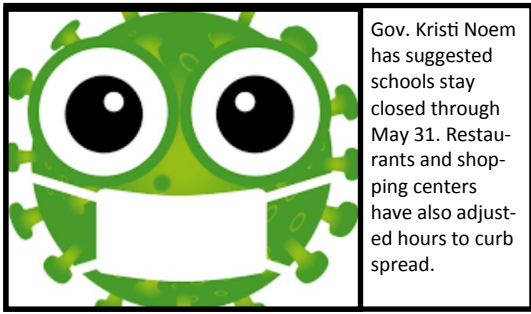 Gov. Kristi Noem
has suggested
schools stay
closed through
May 31. Restau-
rants and shop-
ping centers
have also adjust-
ed hours to curb
spread.